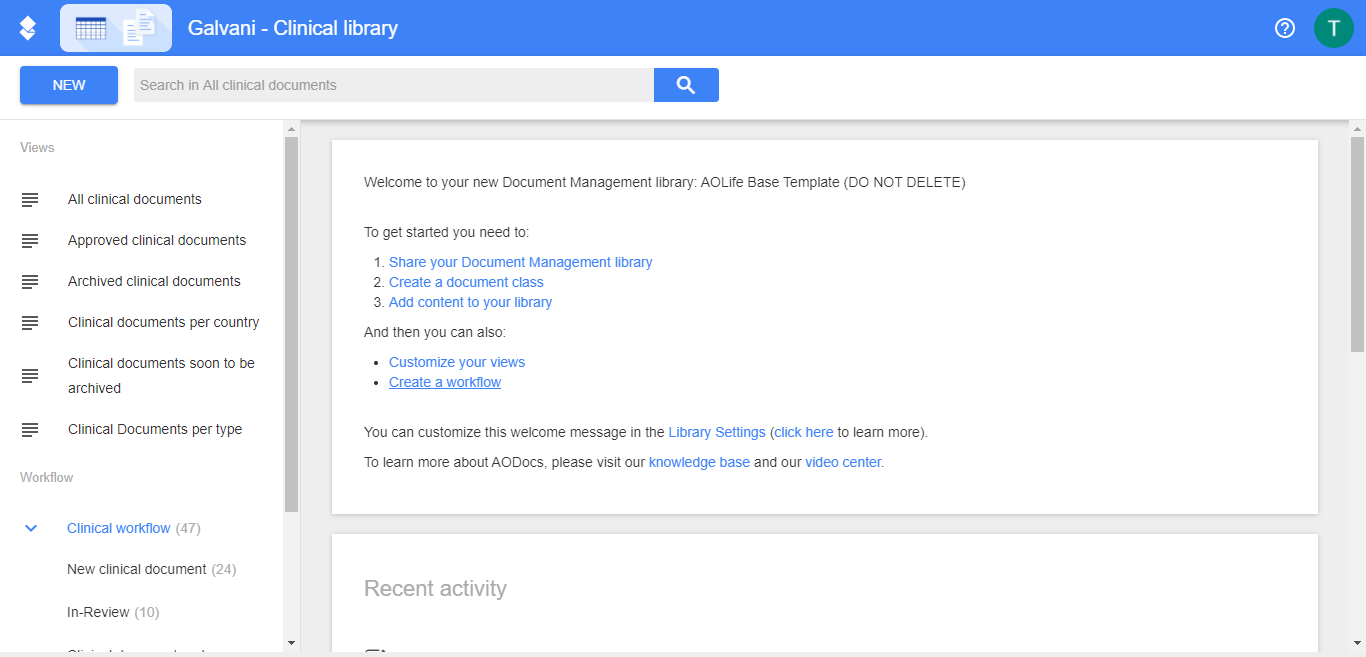 Galvani - Clinical library
T
NEW
Search in All clinical documents
Views
All clinical documents
Approved clinical documents
Archived clinical documents
Clinical documents per country
Clinical documents soon to be
archived
Clinical Documents per type
Workflow
Clinical workflow (47)
New clinical document (24)
In-Review (10)
Welcome to your new Document Management library: AOLife Base Template (DO NOT DELETE)
To get started you need to:
1. Share your Document Management library
2. Create a document class
3. Add content to your library
And then you can also:
• Customize your views
• Create a workflow
You can customize this welcome message in the Library Settings (click here to learn more).
To learn more about AODocs, please visit our knowledge base and our video center.
Recent activity